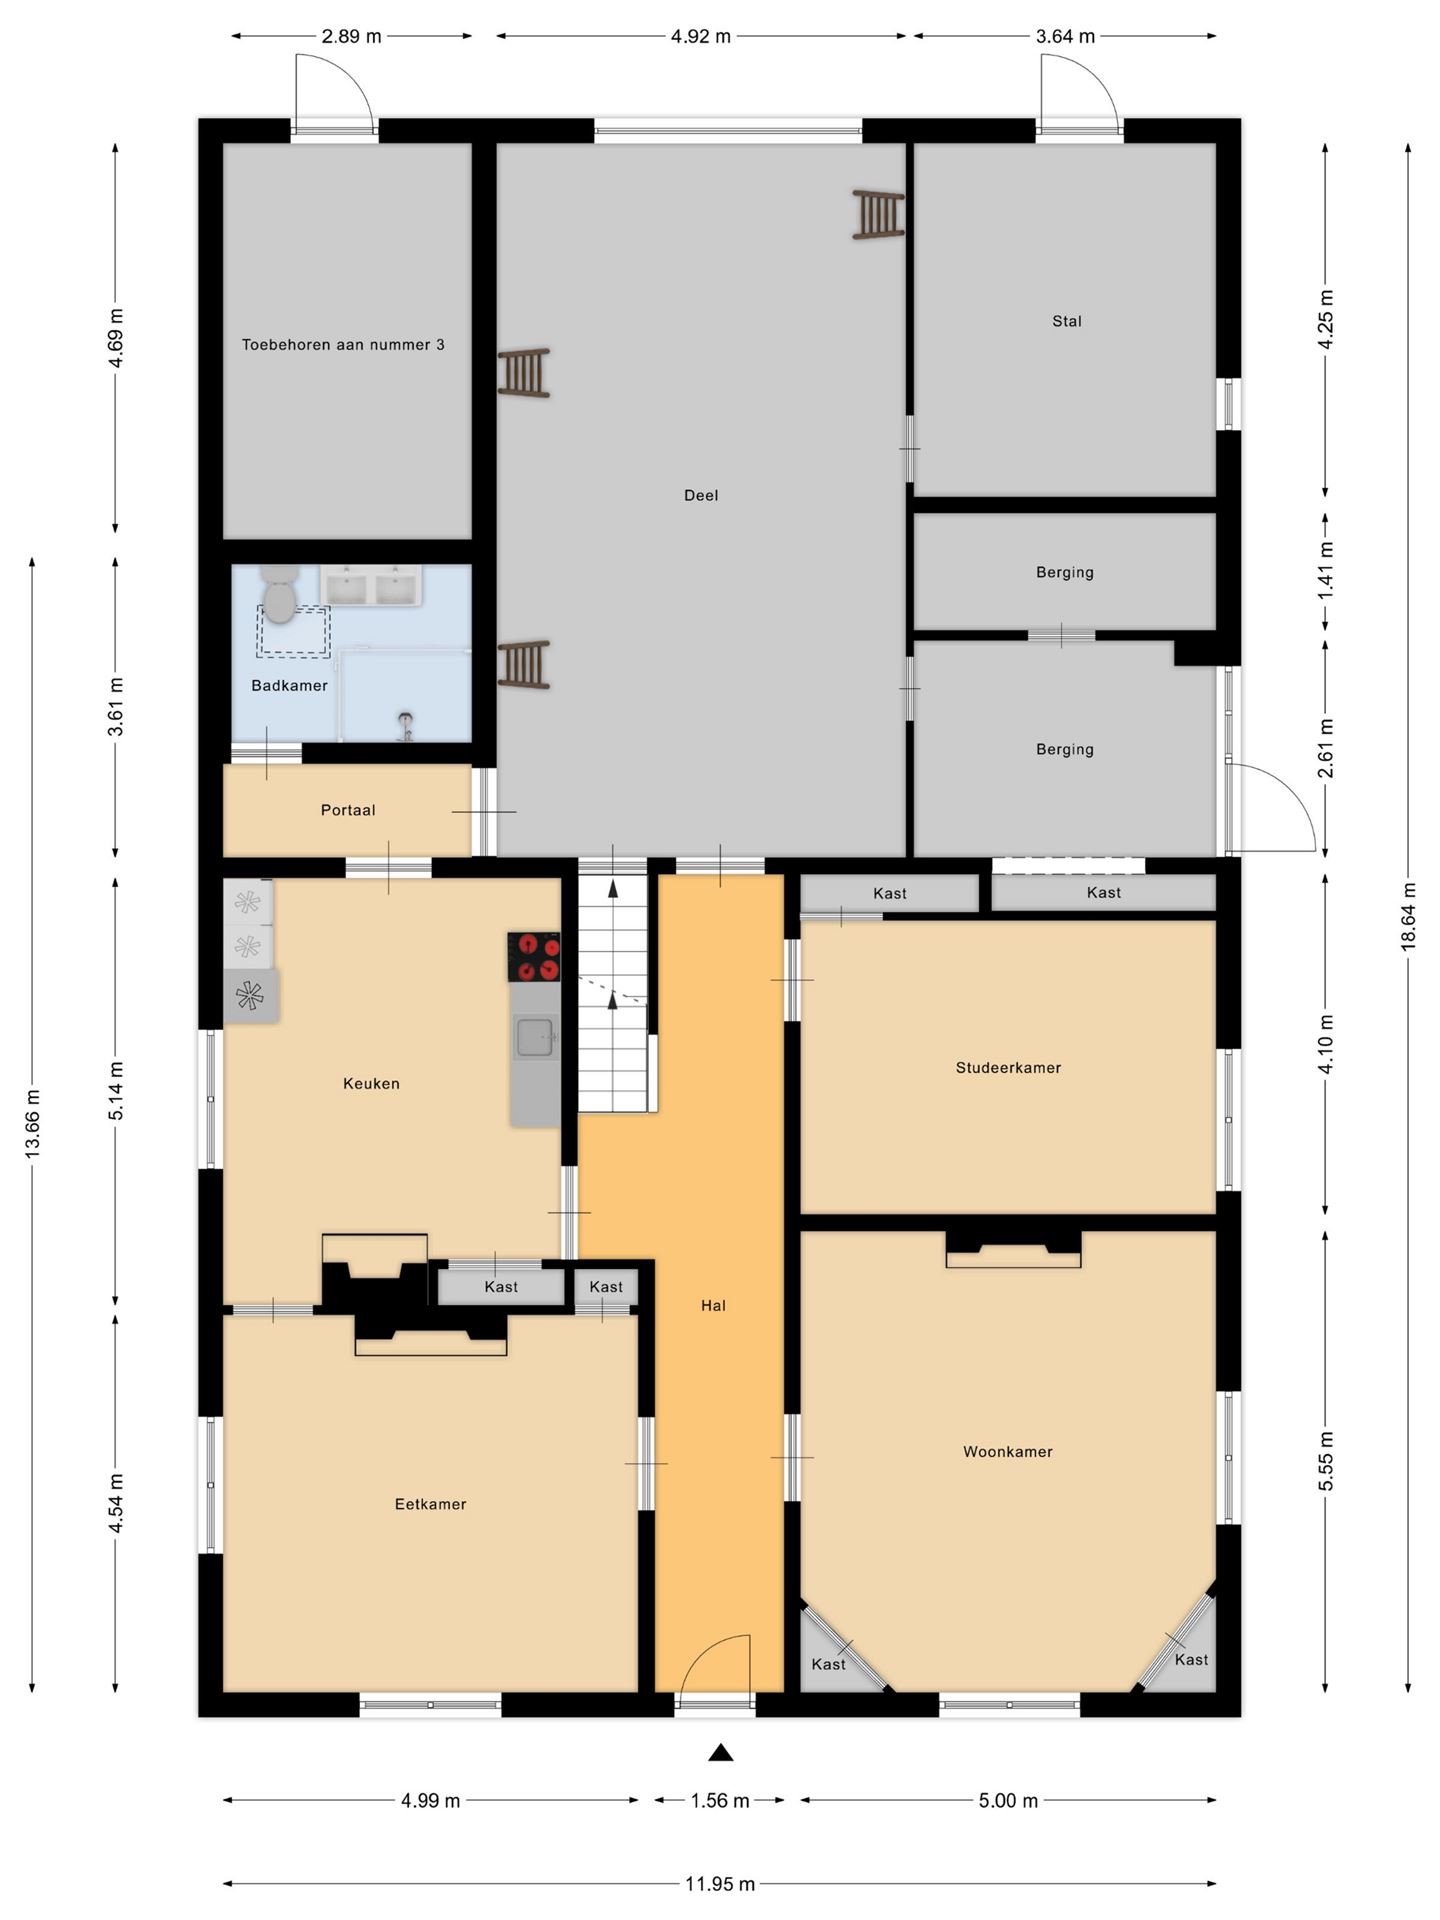 2.89 m
4.92 m
3.64 m
4.69 m
4.25 m
18.64 m
Toebehoren aan nummer 3
Stal
Deel
Berging
1.41 m
Badkamer
3.61 m
Berging
2.61 m
Portaal
13.66 m
Kast
Kast
Keuken
5.14 m
Studeerkamer
4.10 m
Kast
Kast
Hal
Eetkamer
4.54 m
Woonkamer
5.55 m
Kast
Kast
4.99 m
1.56 m
5.00 m
11.95 m